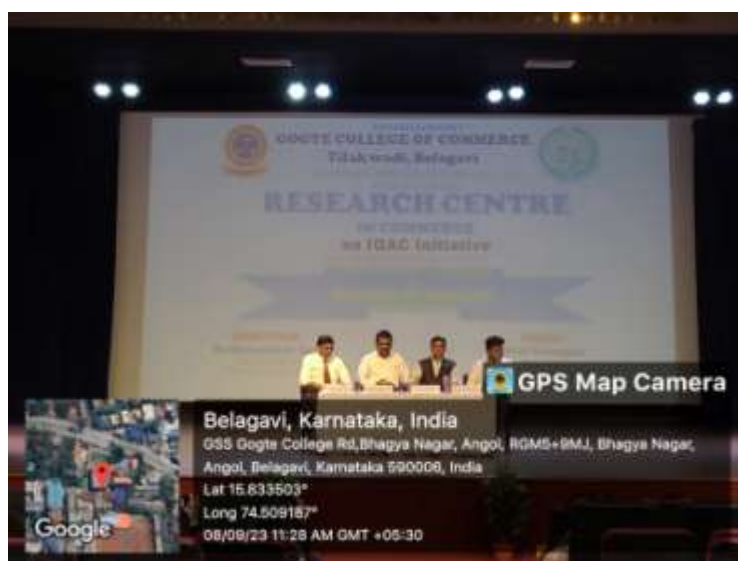 GOGTE COLLEGE OF COMMERCE
Tilakwadi, Belagavi
RESEARCH CENTRE
IN COMMERCE
an IQAC Initiative
GPS Map Camera
Belagavi, Karnataka, India
GSS Gogte College Rd,Bhagya Nagar, Angol, RGM5+9MJ, Bhagya Nagar,
Angol, Belagavi, Karnataka 590006, India
Lat 15.833503°
Long 74.509187°
08/09/23 11:28 AM GMT +05:30
Google